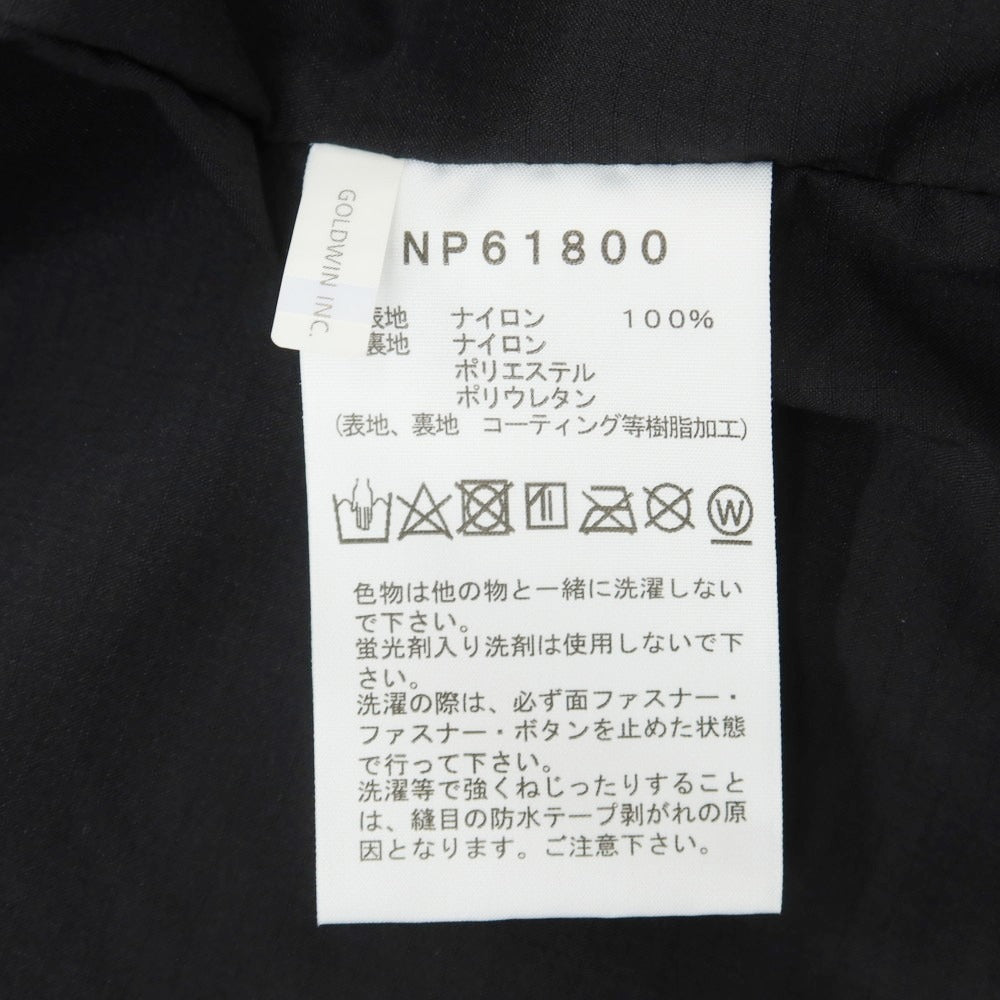 GOLDWIN INC.
NP61800
表地 ナイロン 100%
裏地 ナイロン
ポリエステル
ポリウレタン
(表地、裏地 コーティング等樹脂加工)
W
色物は他の物と一緒に洗濯しない
で下さい。
蛍光剤入り洗剤は使用しないで下
さい。
洗濯の際は、必ず面ファスナー・
ファスナー・ボタンを止めた状態
で行って下さい。
洗濯等で強くねじったりすること
は、縫目の防水テープ剥がれの原
因となります。ご注意下さい。